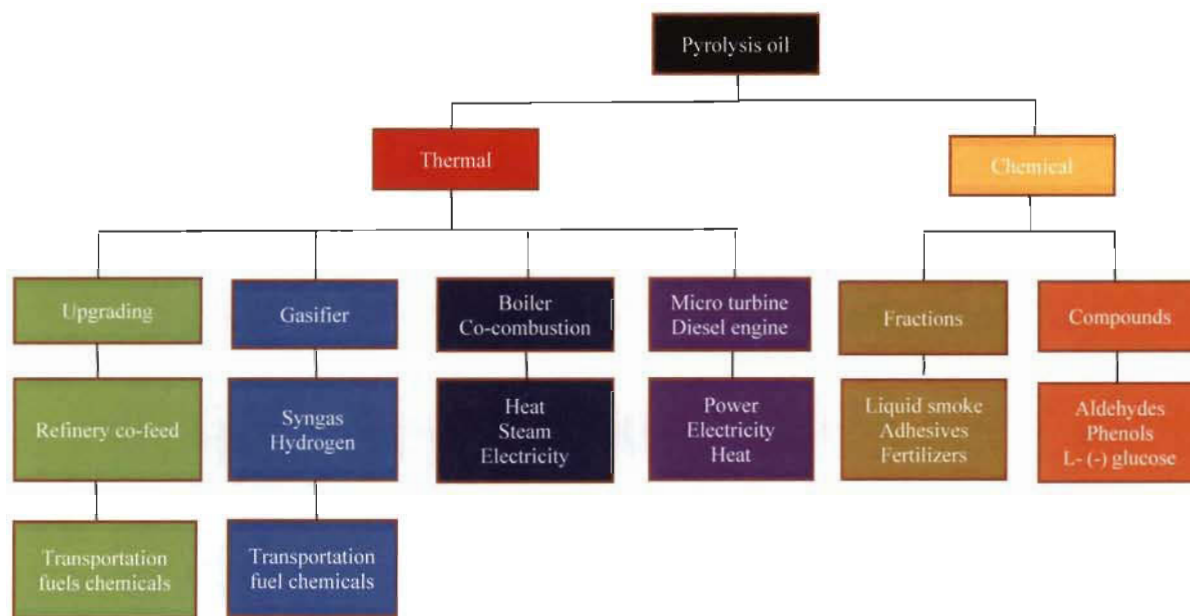 Pyrolysis oil
Thermal
Chemical
Upgrading
Gasifier
Boiler
Co-combustion
Micro turbine
Diesel engine
Fractions
Compounds
Refinery co-feed
Syngas
Hydrogen
Heat
Steam
Electricity
Power
Electricity
Heat
Liquid smoke
Adhesives
Fertilizers
Aldehydes
Phenols
L- (-) glucose
Transportation
fuels chemicals
Transportation
fuel chemicals